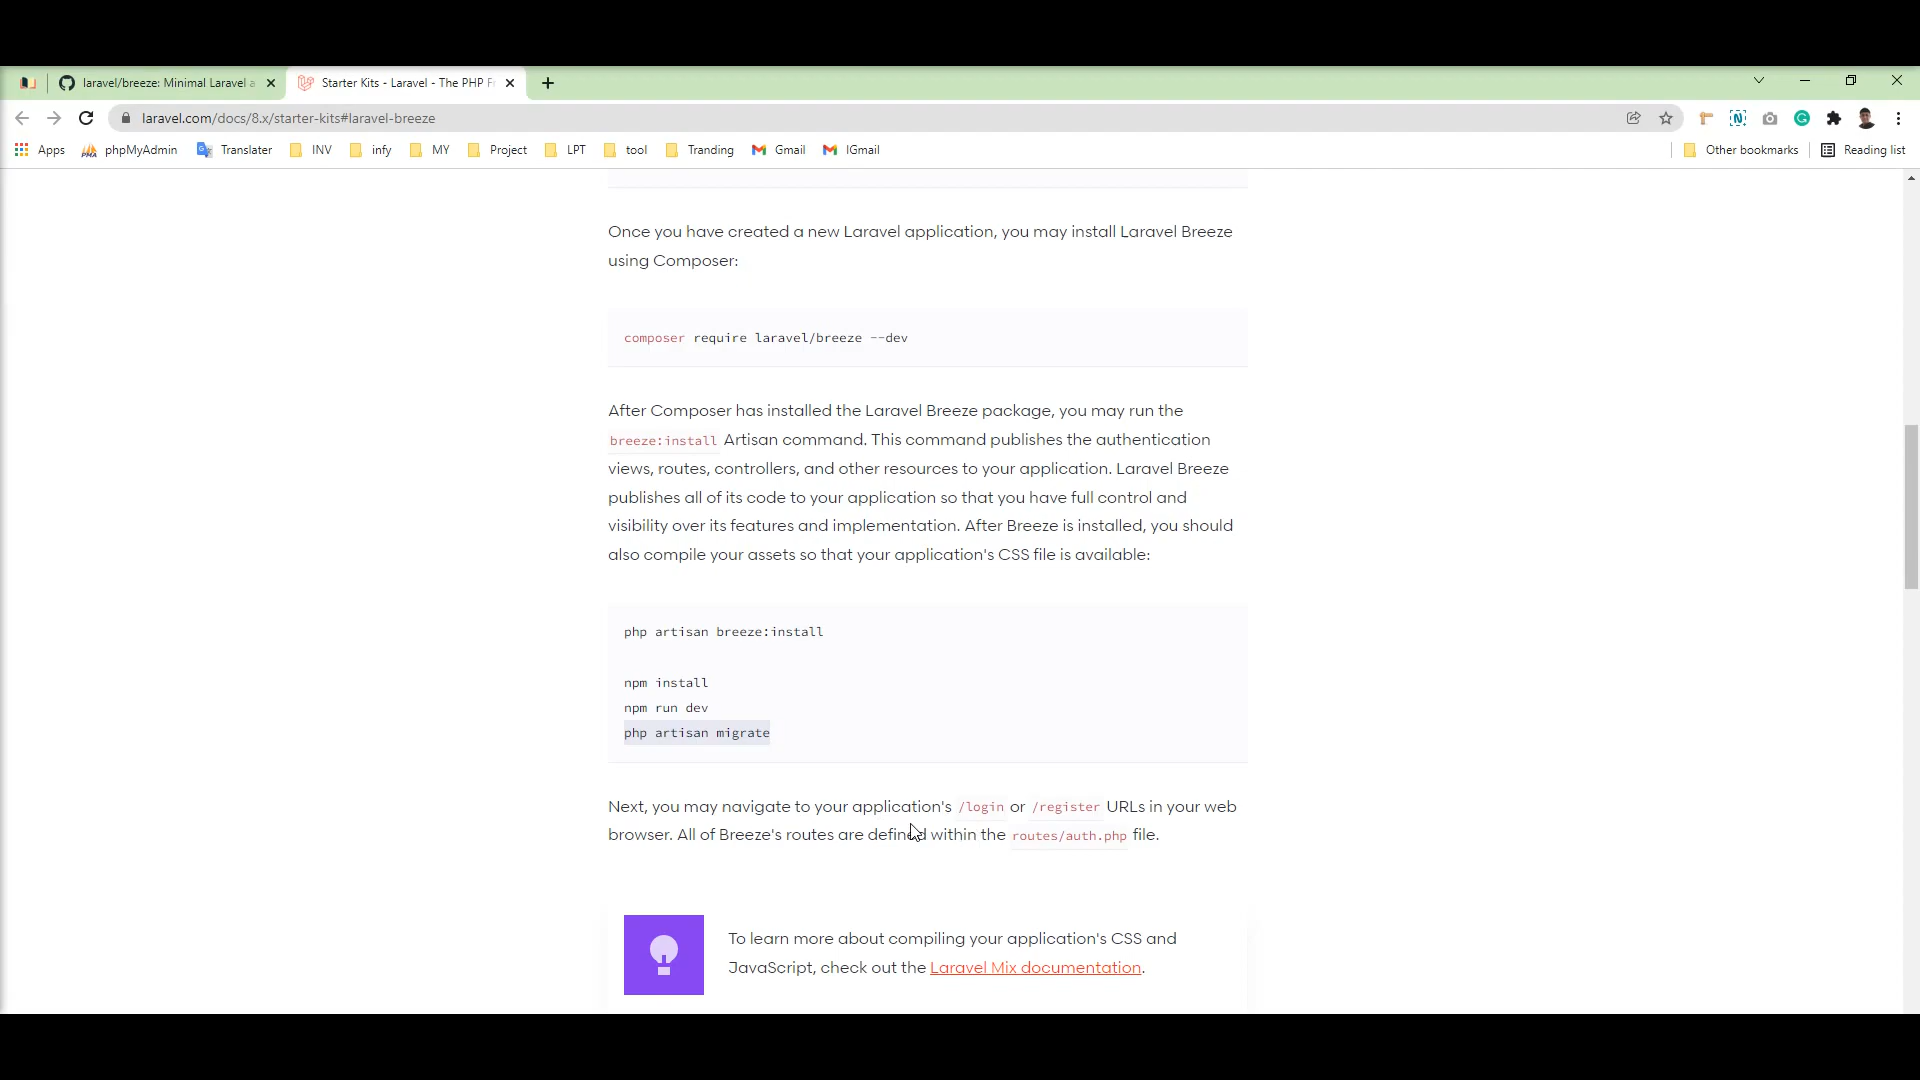 laravel/breeze: Minimal Laravel a
Starter Kits - Laravel - The PHP Fr
laravel.com/docs/8.x/starter-kits#laravel-breeze
Apps
phpMyAdmin
Translater
INV
infy
MY
Project
LPT
tool
Tranding
Gmail
IGmail
Other bookmarks
Reading list
Once you have created a new Laravel application, you may install Laravel Breeze
using Composer:
composer require laravel/breeze --dev
After Composer has installed the Laravel Breeze package, you may run the
breeze:install Artisan command. This command publishes the authentication
views, routes, controllers, and other resources to your application. Laravel Breeze
publishes all of its code to your application so that you have full control and
visibility over its features and implementation. After Breeze is installed, you should
also compile your assets so that your application's CSS file is available:
php artisan breeze:install
npm install
npm run dev
php artisan migrate
Next, you may navigate to your application's /login or /register URLs in your web
browser. All of Breeze's routes are defined within the routes/auth.php file.
To learn more about compiling your application's CSS and
JavaScript, check out the Laravel Mix documentation.